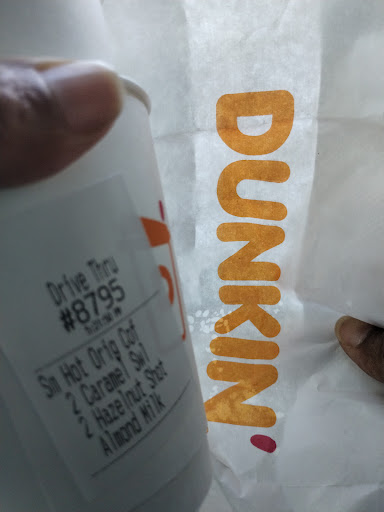 Drive Thru
#8795
Sm Hot Orig Cof
2 Caramel Swl
2 Hazelnut Shot
Almond Milk
DUNKIN'